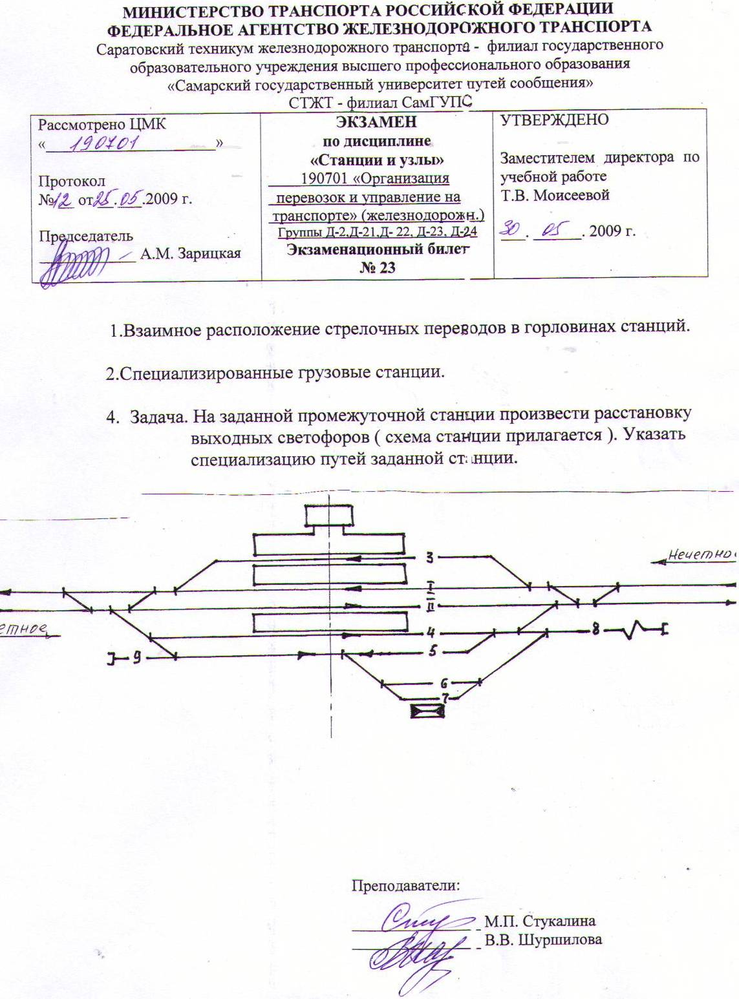 МИНИСТЕРСТВО ТРАНСПОРТА РОССИЙСКОЙ ФЕДЕРАЦИИ
ФЕДЕРАЛЬНОЕ АГЕНТСТВО ЖЕЛЕЗНОДОРОЖНОГО ТРАНСПОРТА
Саратовский техникум железнодорожного транспорта - филиал государственного
образовательного учреждения высшего профессионального образования
«Самарский государственный университет путей сообщения»
СТЖТ - филиал СамГУПС
Рассмотрено ЦМК
« 190701 »
Протокол
№12 от 25.05.2009 г.
Председатель
А.М. Зарицкая
ЭКЗАМЕН
по дисциплине
«Станции и узлы»
190701 «Организация
перевозок и управление на
транспорте» (железнодорожн.)
Группы Д-2,Д-21,Д- 22, Д-23, Д-24
Экзаменационный билет
№ 23
УТВЕРЖДЕНО
Заместителем директора по
учебной работе
Т.В. Моисеевой
30. 05. 2009 г.
1.Взаимное расположение стрелочных переводов в горловинах станций.
2.Специализированные грузовые станции.
4. Задача. На заданной промежуточной станции произвести расстановку
выходных светофоров ( схема станции прилагается ). Указать
специализацию путей заданной станции.
3
Нечетно
I
II
етное
4
8
9
5
6
7
Преподаватели:
М.П. Стукалина
В.В. Шуршилова